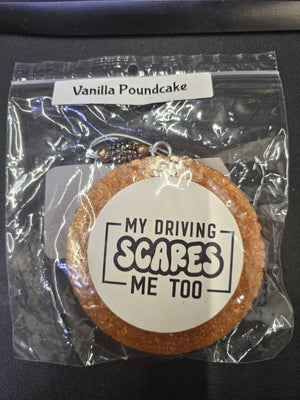 Vanilla Poundcake
MY DRIVING
SCARES
ME TOO